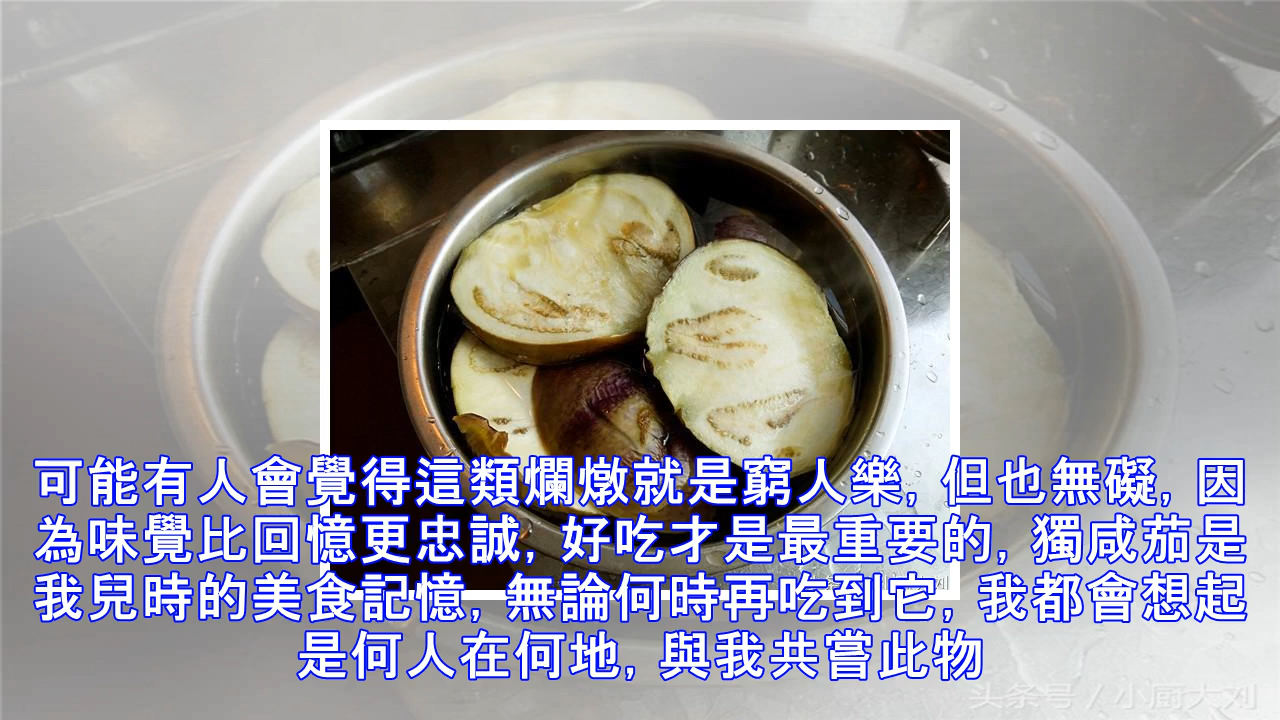 可能有人會覺得這類爛燉就是窮人樂, 但也無礙, 因
為味覺比回憶更忠誠, 好吃才是最重要的, 獨咸茄是
我兒時的美食記憶, 無論何時再吃到它, 我都會想起
是何人在何地, 與我共嘗此物
头条号 / 小厨大刘